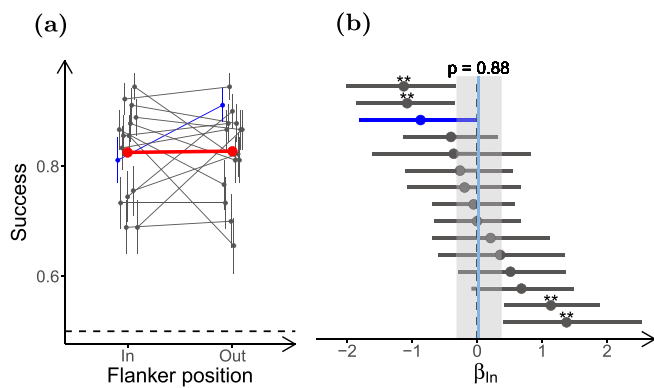 (a)
(b)
p = 0.88
**
**
0.8
0.6
Success
**
**
In
Out
Flanker position
−2
−1
0
1
2
βIn